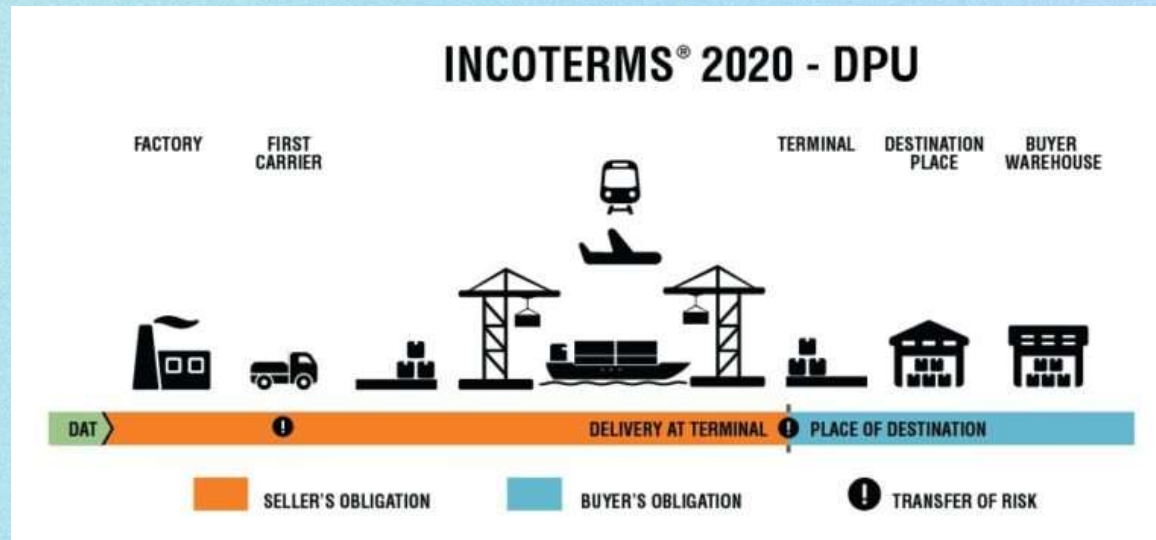 INCOTERMS® 2020 - DPU
FACTORY
FIRST
CARRIER
TERMINAL
DESTINATION
PLACE
BUYER
WAREHOUSE
DAT
!
DELIVERY AT TERMINAL
!
PLACE OF DESTINATION
SELLER'S OBLIGATION
BUYER'S OBLIGATION
!
TRANSFER OF RISK